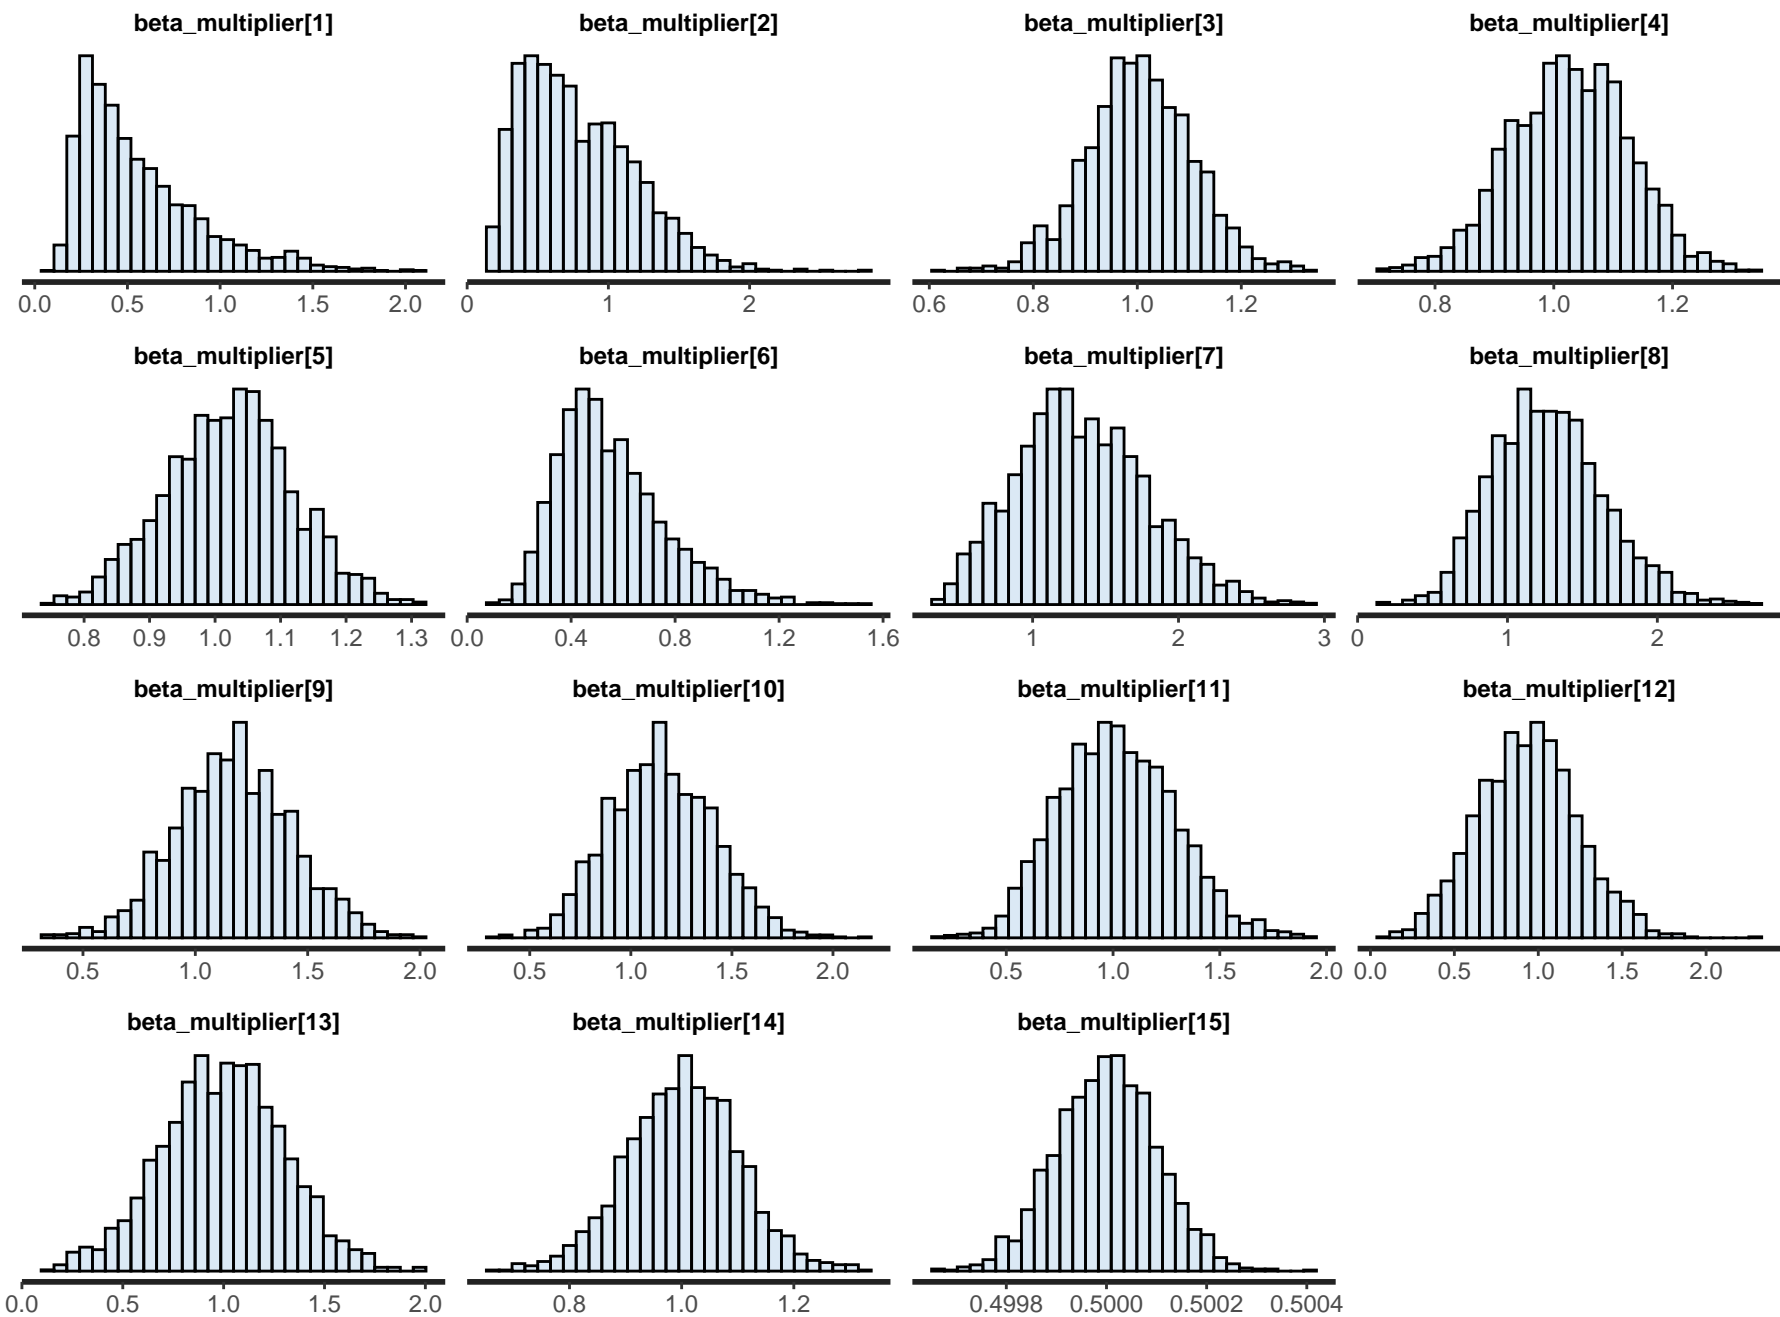 beta_multiplier[1] beta_multiplier[2] beta_multiplier[3] beta_multiplier[4]
0.0 0.5 1.0 1.5 2.0 0 1 2 0.6 0.8 1.0 1.2 0.8 1.0 1.2
beta_multiplier[5] beta_multiplier[6] beta_multiplier[7] beta_multiplier[8]
0.8 0.9 1.0 1.1 1.2 1.3 0.0 0.4 0.8 1.2 1.6 1 2 3 0 1 2
beta_multiplier[9] beta_multiplier[10] beta_multiplier[11] beta_multiplier[12]
0.5 1.0 1.5 2.0 0.5 1.0 1.5 2.0 0.5 1.0 1.5 2.0 0.0 0.5 1.0 1.5 2.0
beta_multiplier[13] beta_multiplier[14] beta_multiplier[15]
0.0 0.5 1.0 1.5 2.0 0.8 1.0 1.2 0.4998 0.5000 0.5002 0.5004